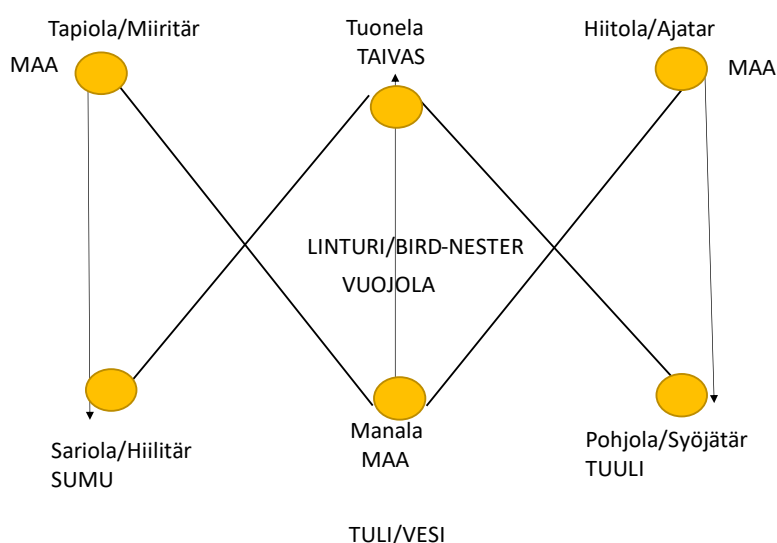 Tapiola/Miiritär
Tuonela
TAIVAS
Hiitola/Ajatar
MAA
MAA
LINTURI/BIRD-NESTER
VUOJOLA
Sariola/Hiilitär
SUMU
Manala
MAA
Pohjola/Syöjätär
TUULI
TULI/VESI